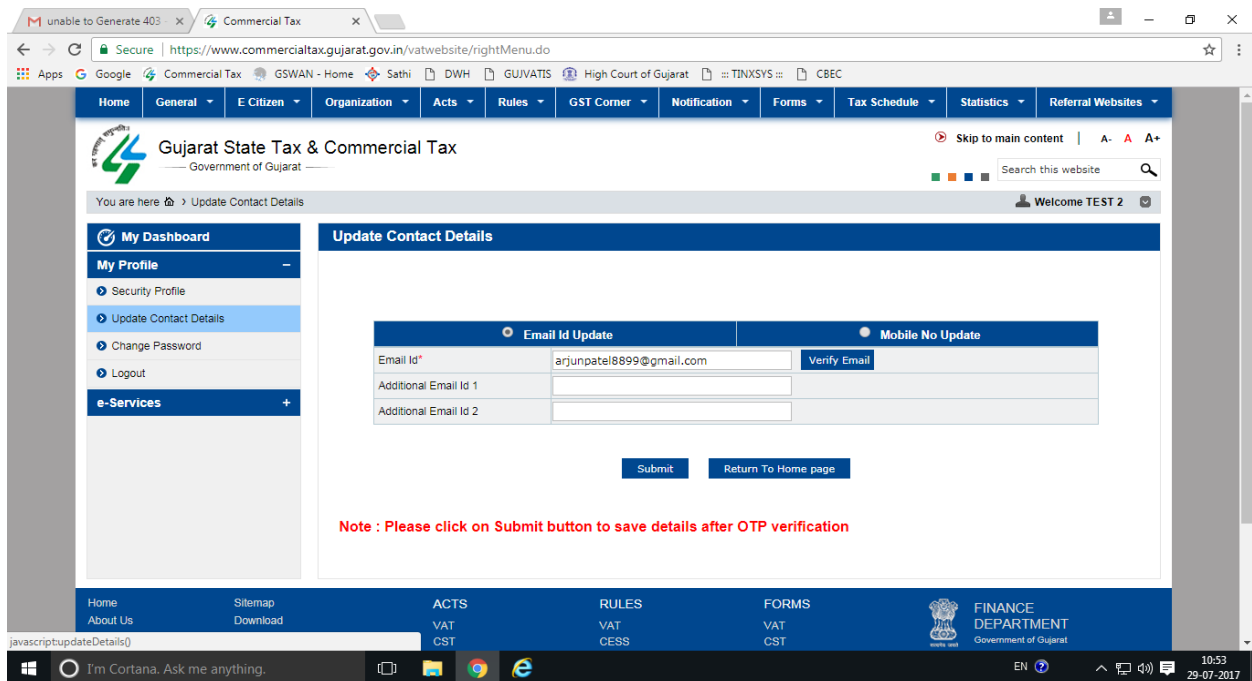 unable to Generate 403
Commercial Tax
Secure | https://www.commercialtax.gujarat.gov.in/vatwebsite/rightMenu.do
Apps Google Commercial Tax GSWAN - Home Sathi DWH GUJVATIS High Court of Gujarat ::: TINXSYS ::: CBEC
Home General E Citizen Organization Acts Rules GST Corner Notification Forms Tax Schedule Statistics Referral Websites
Skip to main content | A- A A+
Gujarat State Tax & Commercial Tax
Government of Gujarat
Search this website
You are here > Update Contact Details
Welcome TEST 2
My Dashboard
My Profile −
Security Profile
Update Contact Details
Change Password
Logout
e-Services +
Update Contact Details
Email Id Update Mobile No Update
Email Id* arjunpatel8899@gmail.com Verify Email
Additional Email Id 1
Additional Email Id 2
Submit Return To Home page
Note : Please click on Submit button to save details after OTP verification
Home Sitemap ACTS RULES FORMS
About Us Download VAT VAT VAT
CST CESS CST
FINANCE
DEPARTMENT
Government of Gujarat
javascript:updateDetails()
I'm Cortana. Ask me anything.
EN
10:53
29-07-2017